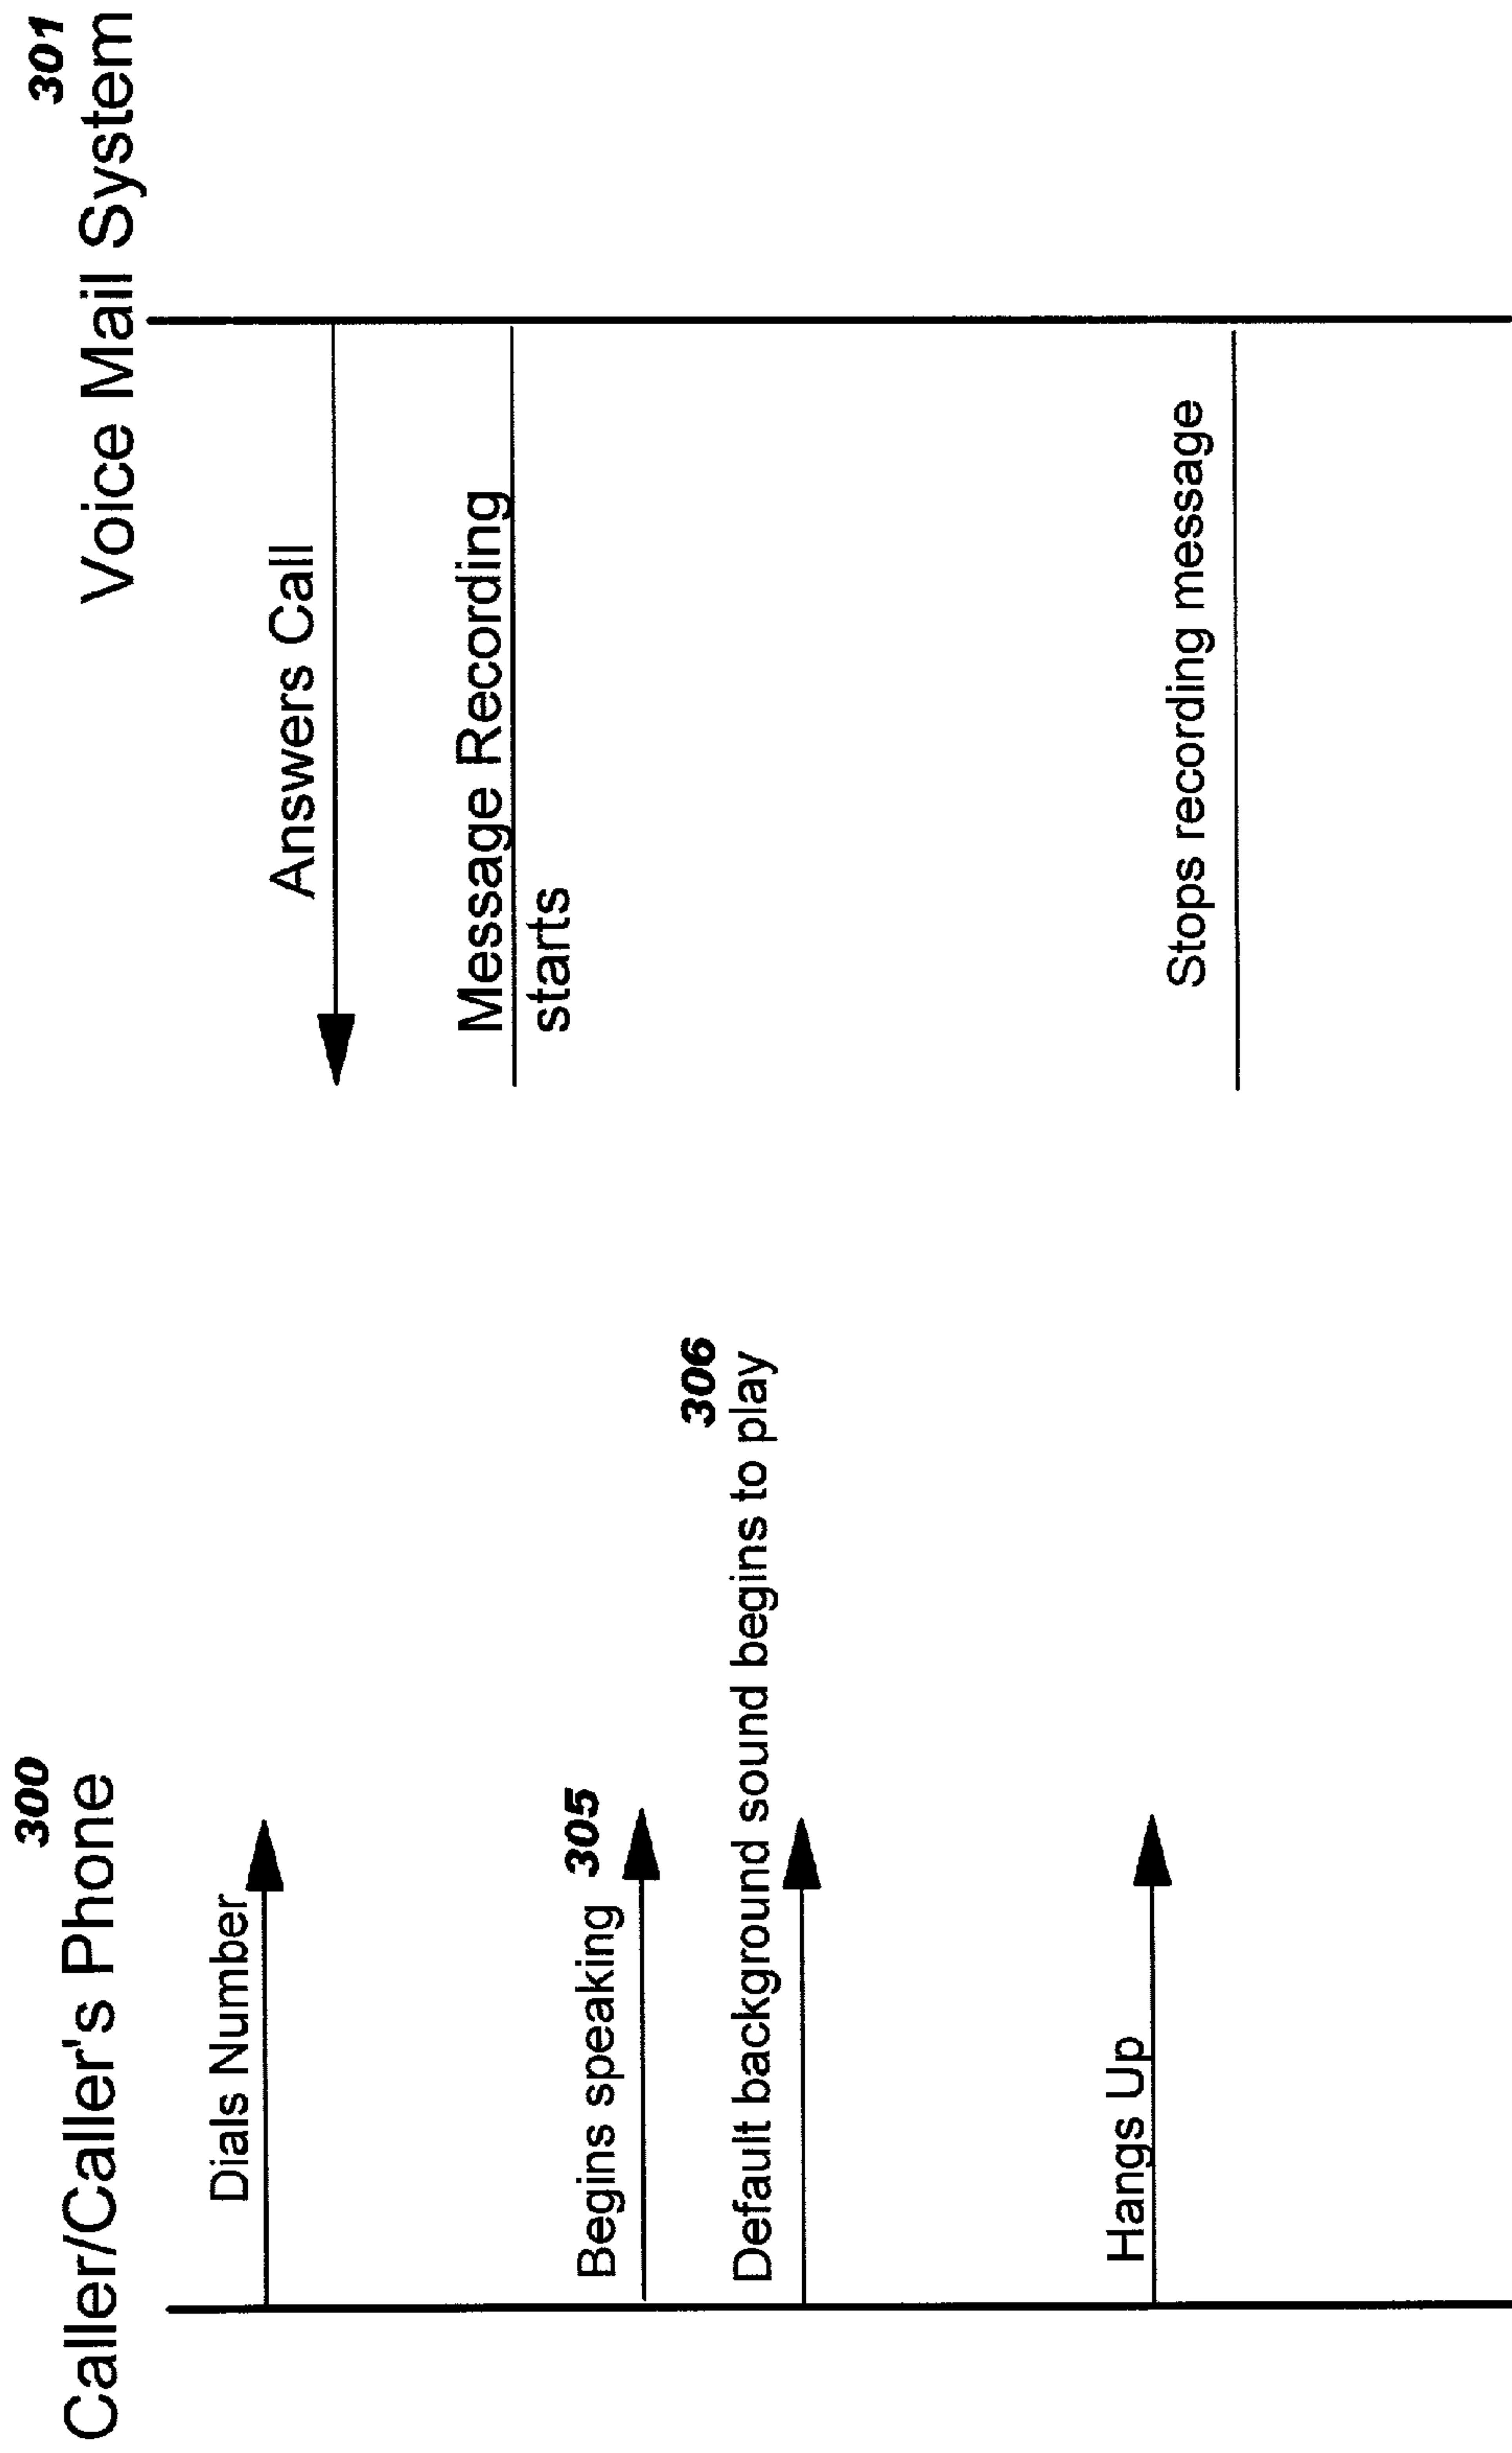 300
Caller/Caller's Phone
301
Voice Mail System
Dials Number
Answers Call
Message Recording
starts
Begins speaking 305
306
Default background sound begins to play
Hangs Up
Stops recording message